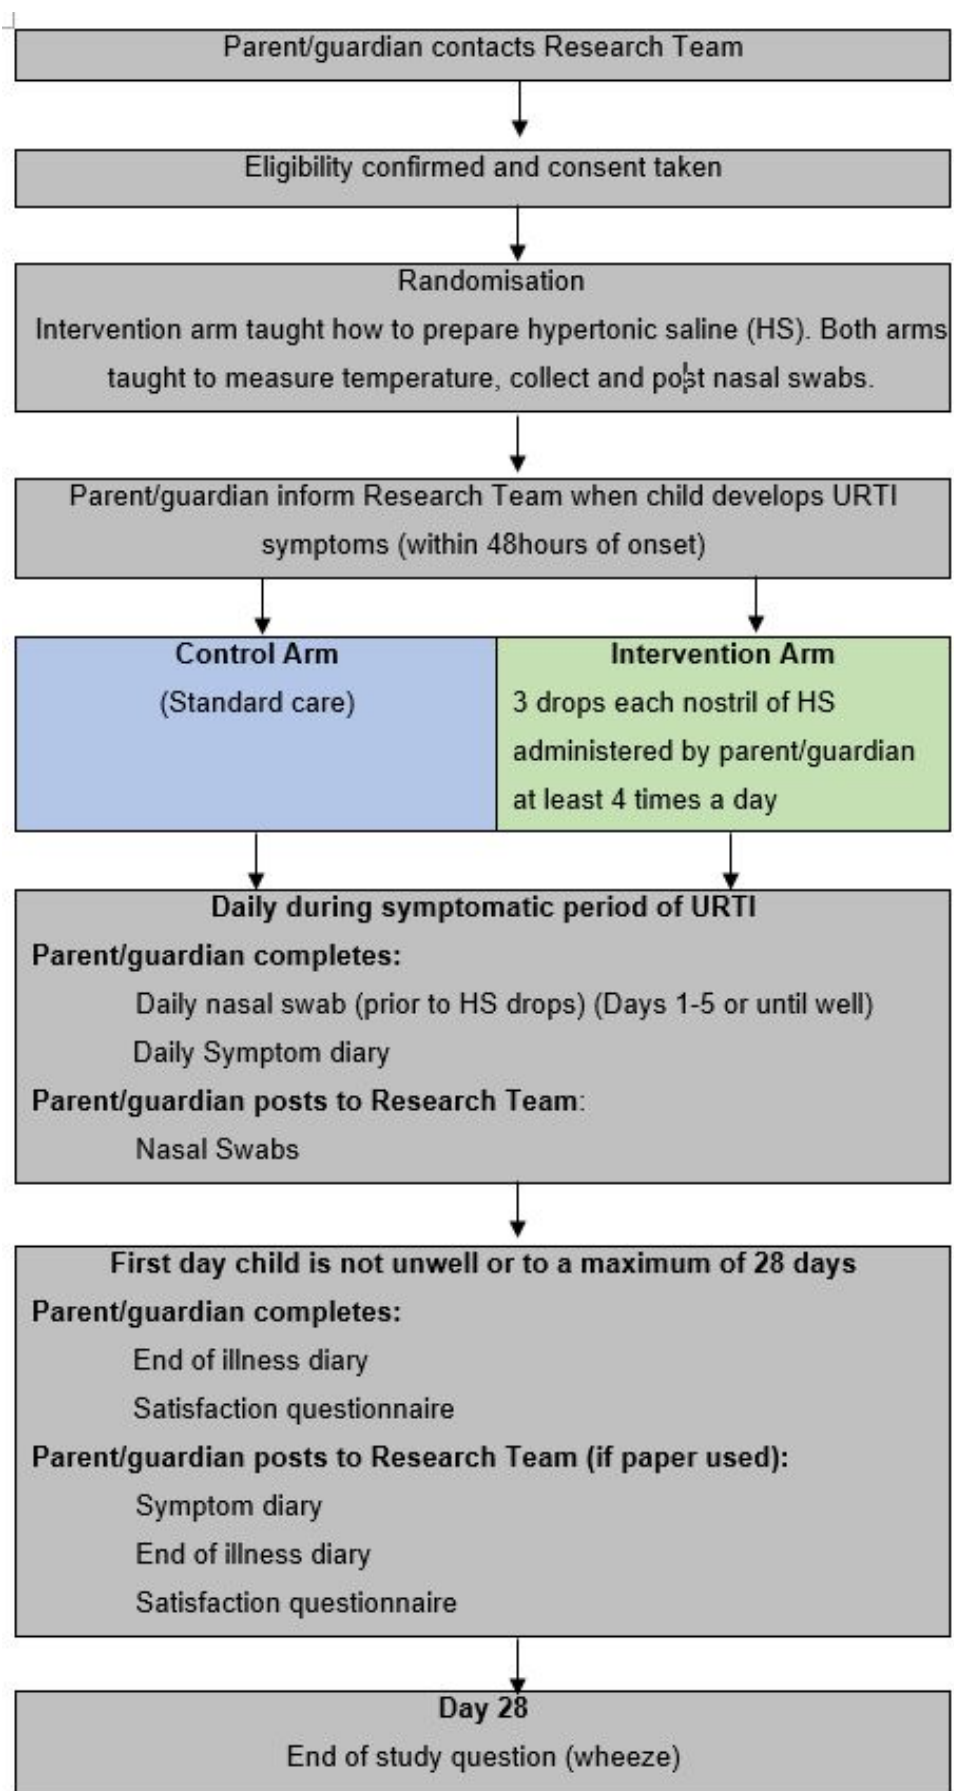 Parent/guardian contacts Research Team
Eligibility confirmed and consent taken
Randomisation
Intervention arm taught how to prepare hypertonic saline (HS). Both arms
taught to measure temperature, collect and post nasal swabs.
Parent/guardian inform Research Team when child develops URTI
symptoms (within 48hours of onset)
Control Arm
(Standard care)
Intervention Arm
3 drops each nostril of HS
administered by parent/guardian
at least 4 times a day
Daily during symptomatic period of URTI
Parent/guardian completes:
Daily nasal swab (prior to HS drops) (Days 1-5 or until well)
Daily Symptom diary
Parent/guardian posts to Research Team:
Nasal Swabs
First day child is not unwell or to a maximum of 28 days
Parent/guardian completes:
End of illness diary
Satisfaction questionnaire
Parent/guardian posts to Research Team (if paper used):
Symptom diary
End of illness diary
Satisfaction questionnaire
Day 28
End of study question (wheeze)